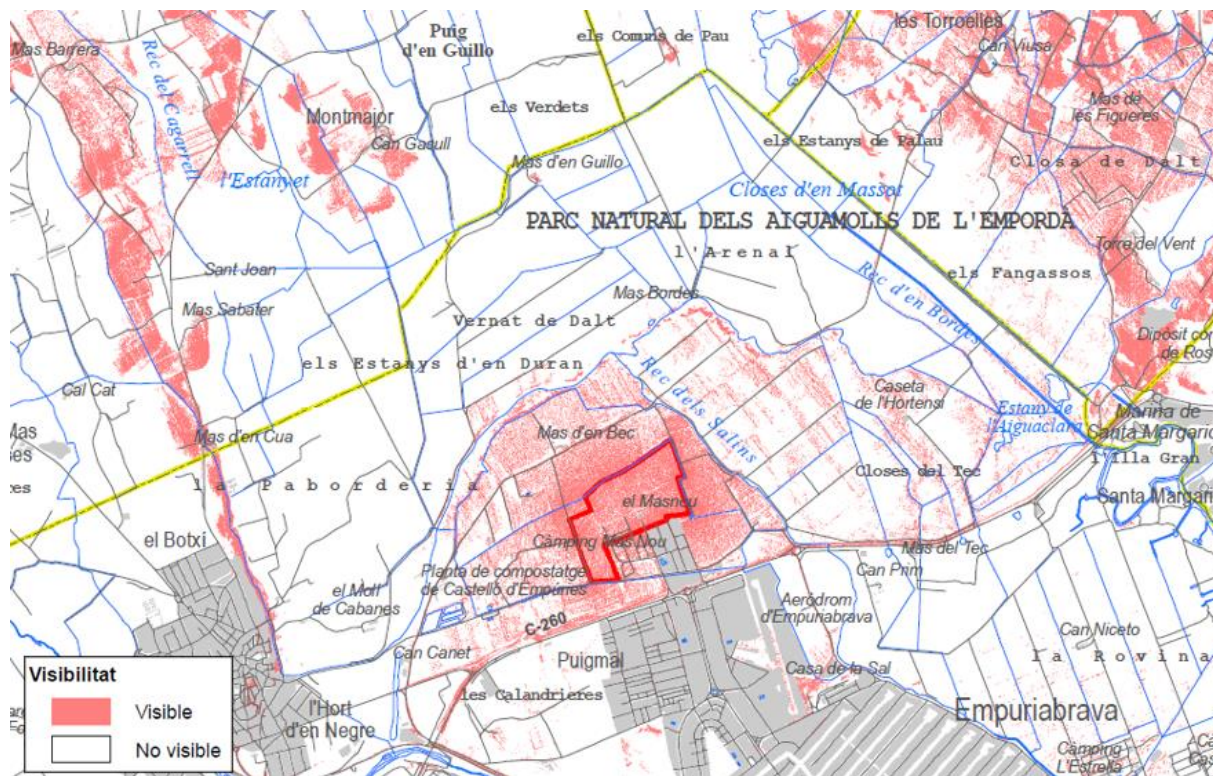 Puig
d'en Guillo
els Comuns de Pau
les Torroelles
Can Viusa
Mas Barrera
Rec del Cagarrell
els Verdets
Mas de
les Figueres
Montmajor
Can Gasull
els Estanys de Palau
Closa de Dalt
Mas d'en Guillo
l'Estanyet
Closes d'en Massot
PARC NATURAL DELS AIGUAMOLLS DE L'EMPORDA
Torre del Vent
l'Arenal
Sant Joan
els Fangassos
Mas Bordes
Rec d'en Bordes
Mas Sabater
Vernat de Dalt
Dipòsit
de Ros
els Estanys d'en Duran
Rec dels Salins
Cal Cat
Caseta
de l'Hortensi
Estany de
l'Aiguaclara
Marina de
Santa Margari
Mas d'en Cua
Mas d'en Bec
l'Illa Gran
Closes del Tec
la Paborderia
el Masnou
Santa Margari
el Botxí
Càmping Mas Nou
Mas del Tec
Planta de compostatge
de Castelló d'Empúries
Can Prim
el Moll
de Cabanes
Aeròdrom
d'Empuriabrava
C-260
Can Niceto
Can Canet
Puigmal
la Rovina
Casa de la Sal
Visibilitat
Visible
No visible
les Calandrieres
l'Hort
d'en Negre
Empuriabrava
Càmping
L'Estrella